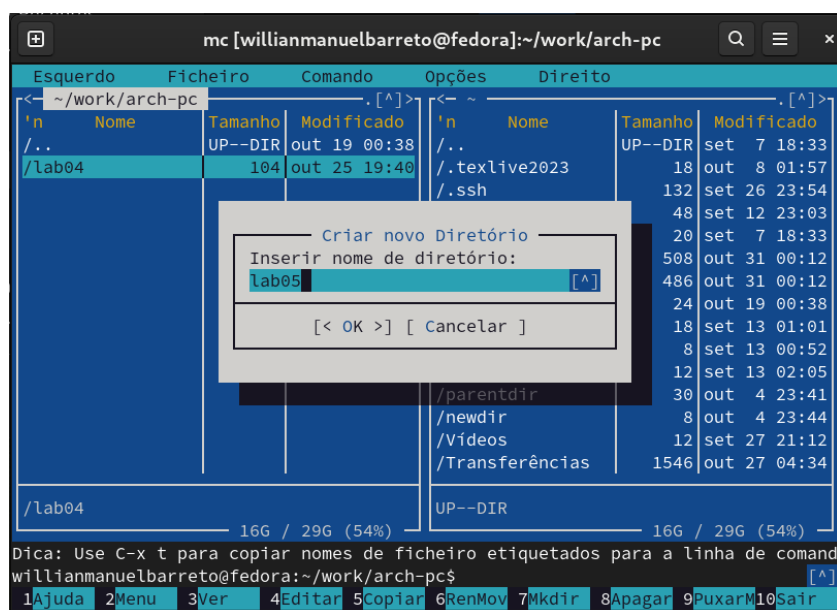 mc [willianmanuelbarreto@fedora]:~/work/arch-pc
Esquerdo Ficheiro Comando Opções Direito
<- ~/work/arch-pc .[^]> <- ~ .[^]>
'n Nome Tamanho Modificado 'n Nome Tamanho Modificado
/.. UP--DIR out 19 00:38 /.. UP--DIR set 7 18:33
/lab04 104 out 25 19:40 /.texlive2023 18 out 8 01:57
/.ssh 132 set 26 23:54
48 set 12 23:03
Criar novo Diretório 20 set 7 18:33
Inserir nome de diretório: 508 out 31 00:12
lab05 [^] 486 out 31 00:12
24 out 19 00:38
[< OK >] [ Cancelar ] 18 set 13 01:01
8 set 13 00:52
12 set 13 02:05
/parentdir 30 out 4 23:41
/newdir 8 out 4 23:44
/Vídeos 12 set 27 21:12
/Transferências 1546 out 27 04:34
/lab04 UP--DIR
16G / 29G (54%) 16G / 29G (54%)
Dica: Use C-x t para copiar nomes de ficheiro etiquetados para a linha de comand
willianmanuelbarreto@fedora:~/work/arch-pc$ [^]
1Ajuda 2Menu 3Ver 4Editar 5Copiar 6RenMov 7Mkdir 8Apagar 9PuxarM 10Sair